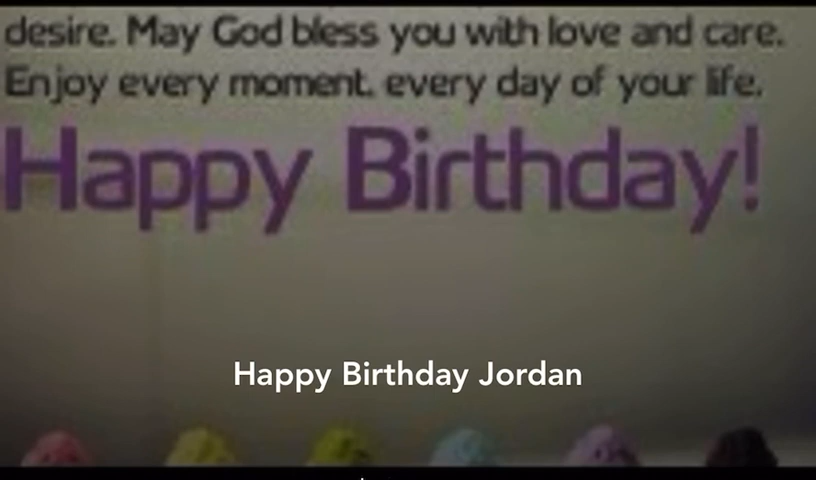 desire. May God bless you with love and care.
Enjoy every moment, every day of your life.
Happy Birthday!
Happy Birthday Jordan